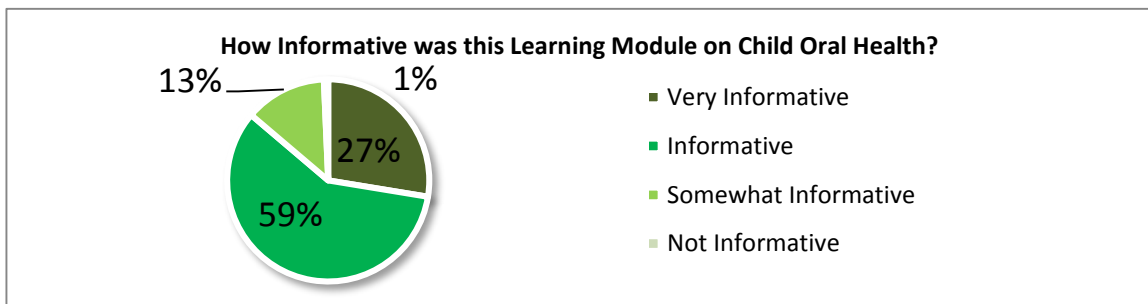 How Informative was this Learning Module on Child Oral Health?
13%
1%
27%
59%
Very Informative
Informative
Somewhat Informative
Not Informative